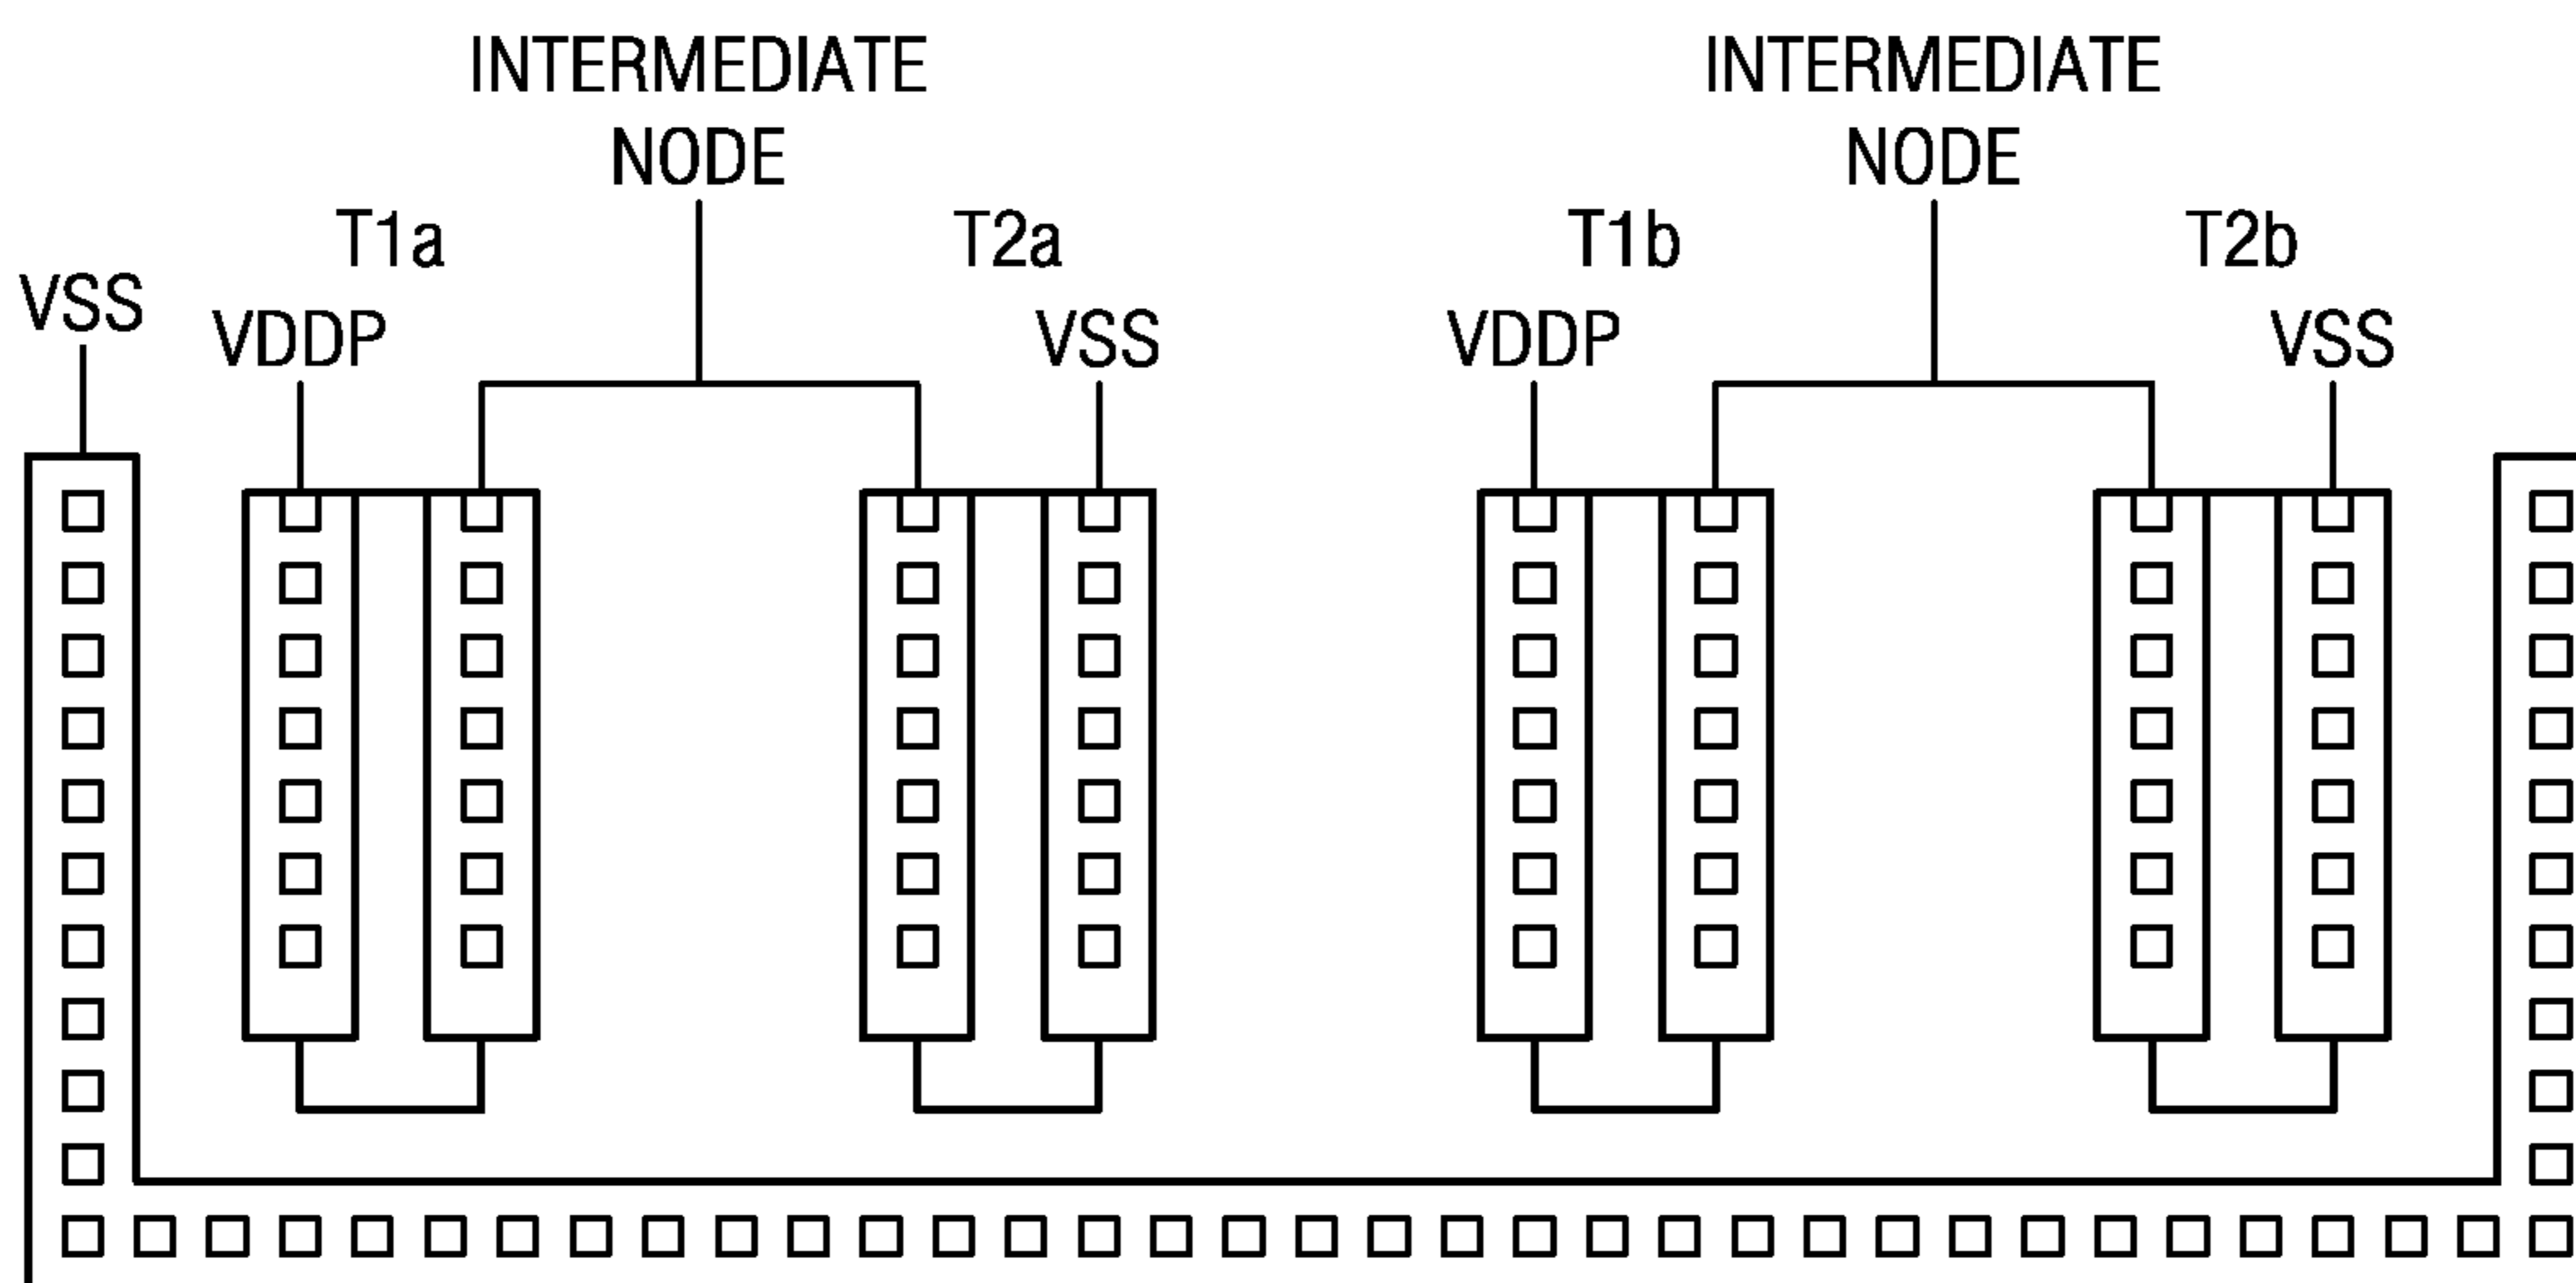 INTERMEDIATE
NODE
INTERMEDIATE
NODE
T1a
T2a
T1b
T2b
VSS
VDDP
VSS
VDDP
VSS